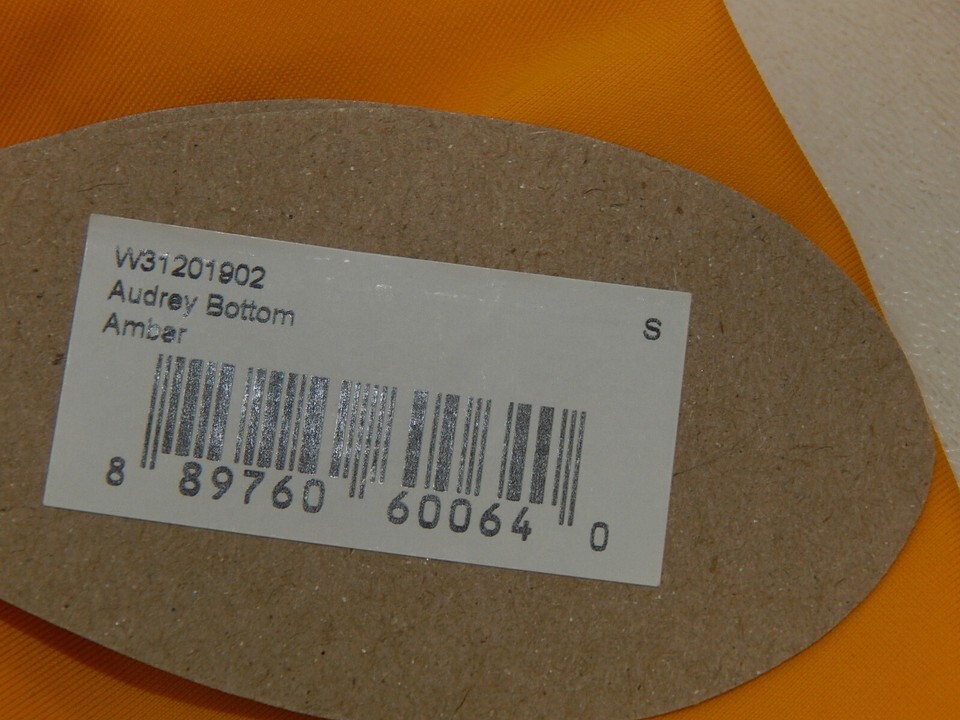 W31201902
Audrey Bottom
Amber
S
8 89760 60064 0